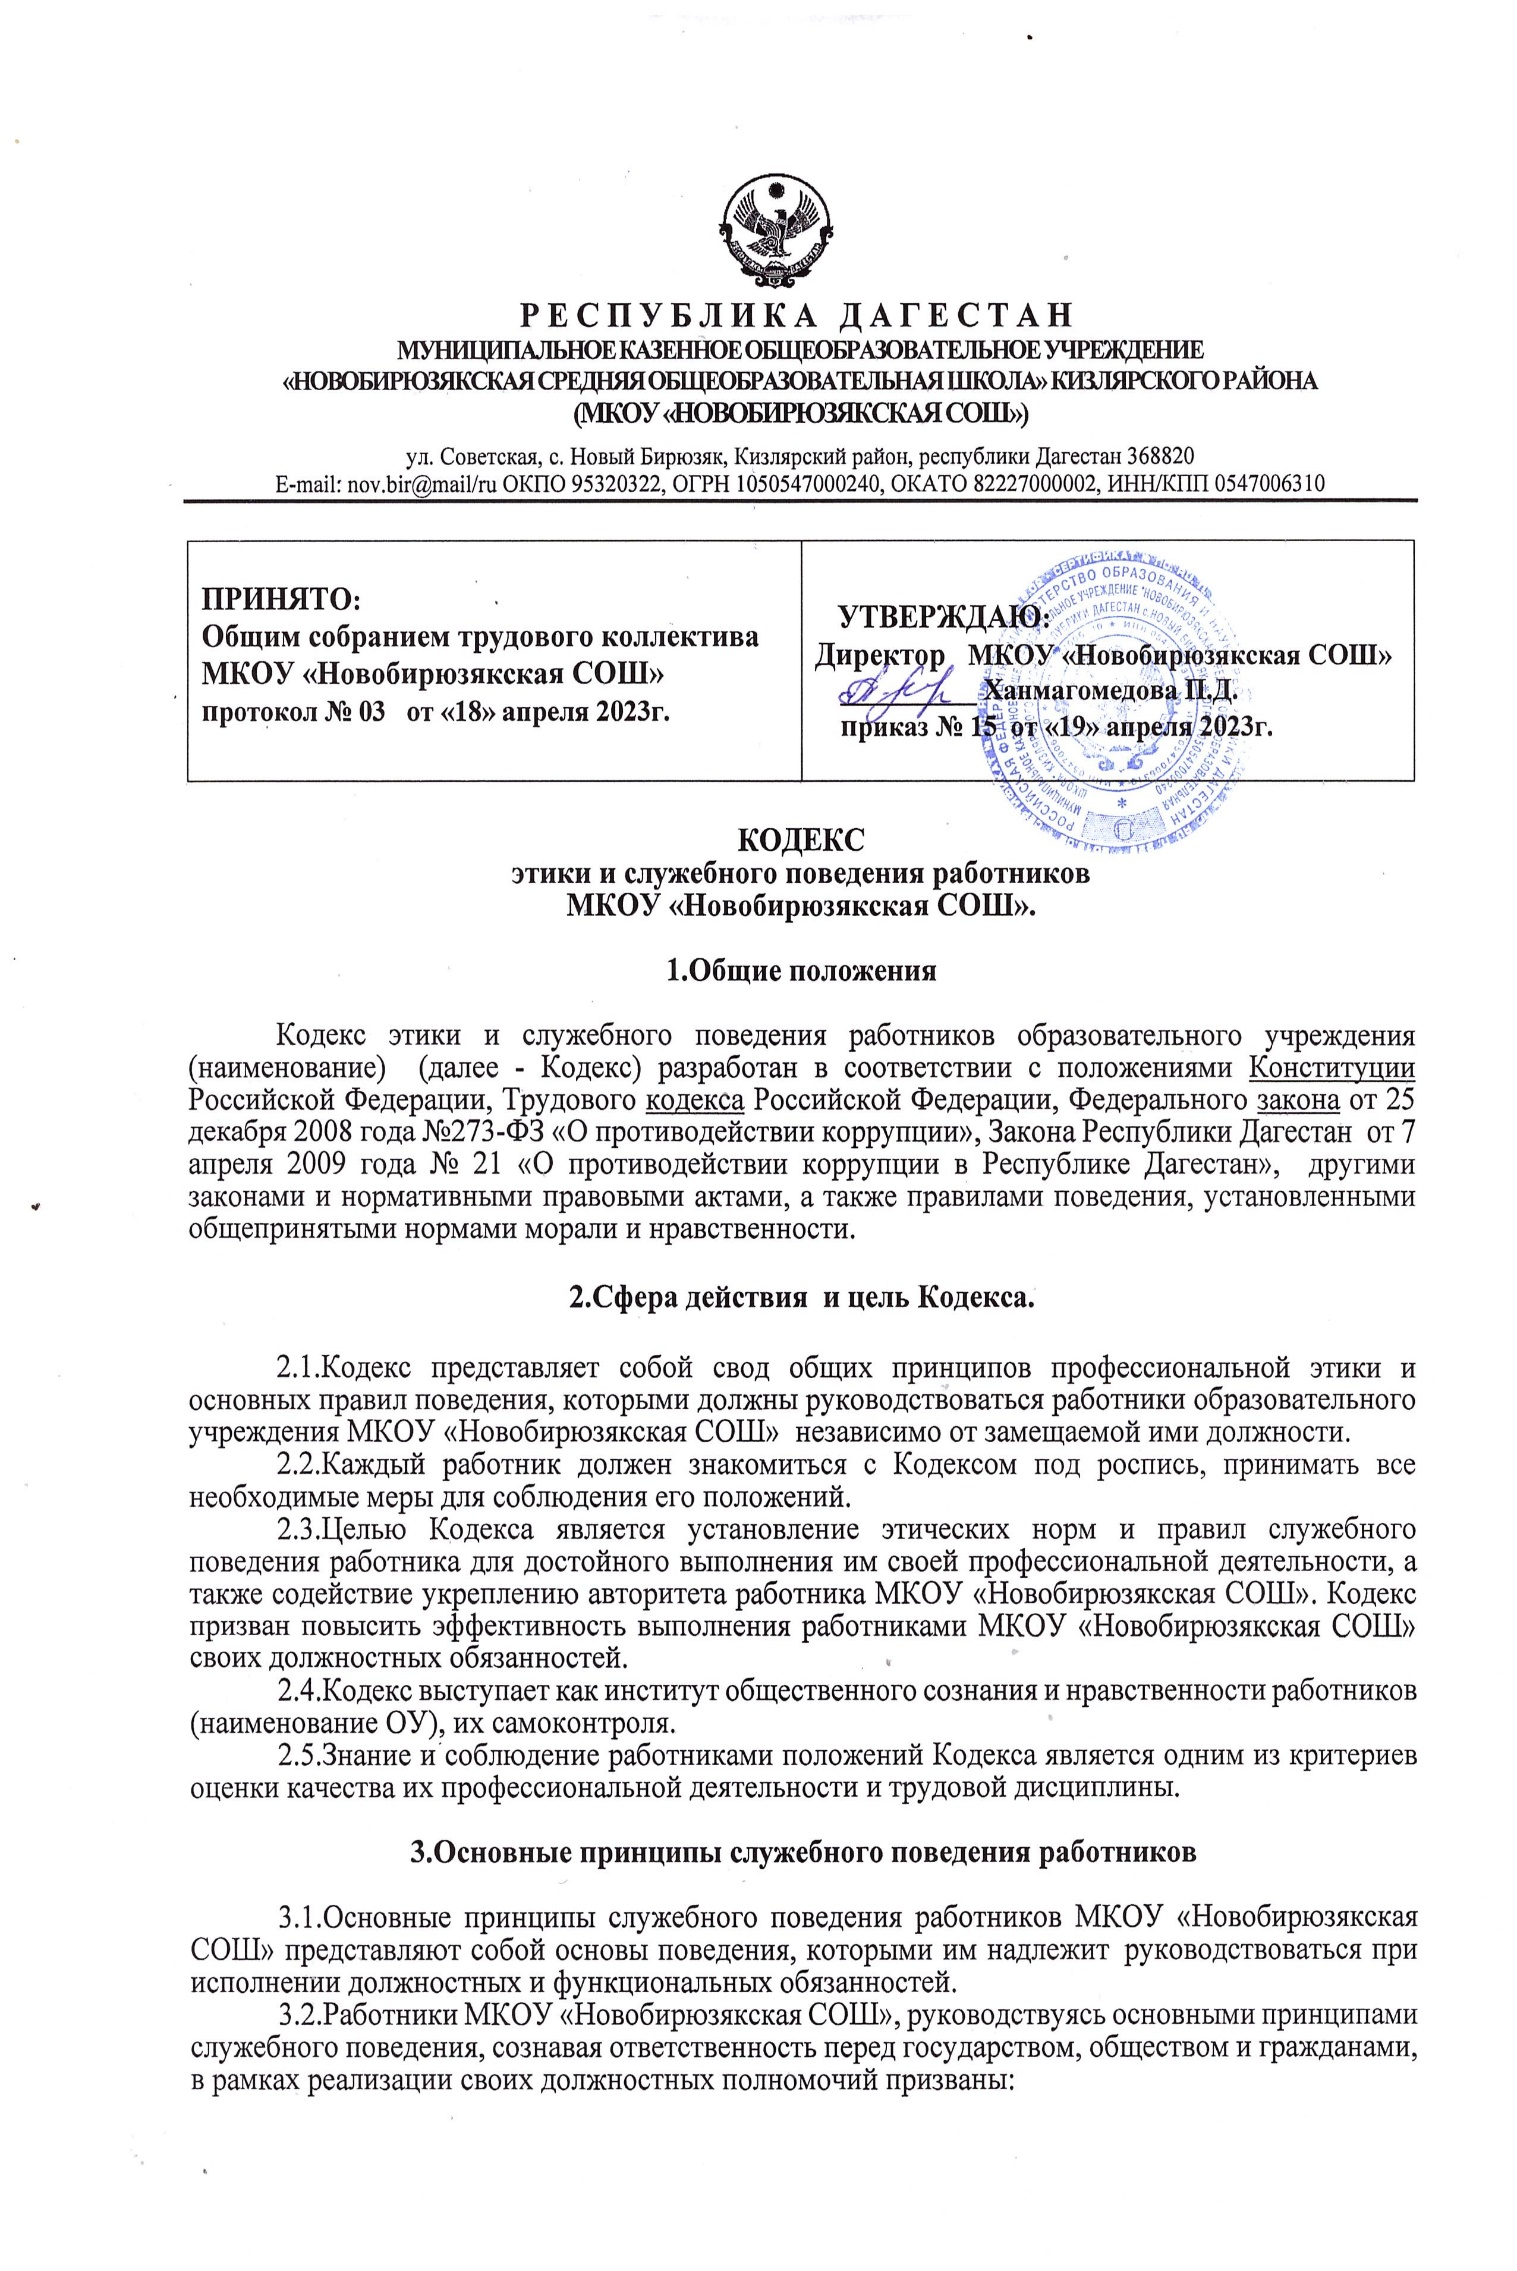 РЕСПУБЛИКА ДАГЕСТАН
МУНИЦИПАЛЬНОЕ КАЗЕННОЕ ОБЩЕОБРАЗОВАТЕЛЬНОЕ УЧРЕЖДЕНИЕ
«НОВОБИРЮЗЯКСКАЯ СРЕДНЯЯ ОБЩЕОБРАЗОВАТЕЛЬНАЯ ШКОЛА» КИЗЛЯРСКОГО РАЙОНА
(МКОУ «НОВОБИРЮЗЯКСКАЯ СОШ»)
ул. Советская, с. Новый Бирюзяк, Кизлярский район, республики Дагестан 368820
E-mail: nov.bir@mail/ru ОКПО 95320322, ОГРН 1050547000240, ОКАТО 82227000002, ИНН/КПП 0547006310
ПРИНЯТО:
Общим собранием трудового коллектива
МКОУ «Новобирюзякская СОШ»
протокол № 03 от «18» апреля 2023г.
УТВЕРЖДАЮ:
Директор МКОУ «Новобирюзякская СОШ»
Ханмагомедова П.Д.
приказ № 15 от «19» апреля 2023г.
КОДЕКС
этики и служебного поведения работников
МКОУ «Новобирюзякская СОШ».
1.Общие положения
Кодекс этики и служебного поведения работников образовательного учреждения
(наименование) (далее - Кодекс) разработан в соответствии с положениями Конституции
Российской Федерации, Трудового кодекса Российской Федерации, Федерального закона от 25
декабря 2008 года №273-ФЗ «О противодействии коррупции», Закона Республики Дагестан от 7
апреля 2009 года № 21 «О противодействии коррупции в Республике Дагестан», другими
законами и нормативными правовыми актами, а также правилами поведения, установленными
общепринятыми нормами морали и нравственности.
2.Сфера действия и цель Кодекса.
2.1.Кодекс представляет собой свод общих принципов профессиональной этики и
основных правил поведения, которыми должны руководствоваться работники образовательного
учреждения МКОУ «Новобирюзякская СОШ» независимо от замещаемой ими должности.
2.2.Каждый работник должен знакомиться с Кодексом под роспись, принимать все
необходимые меры для соблюдения его положений.
2.3.Целью Кодекса является установление этических норм и правил служебного
поведения работника для достойного выполнения им своей профессиональной деятельности, а
также содействие укреплению авторитета работника МКОУ «Новобирюзякская СОШ». Кодекс
призван повысить эффективность выполнения работниками МКОУ «Новобирюзякская СОШ»
своих должностных обязанностей.
2.4.Кодекс выступает как институт общественного сознания и нравственности работников
(наименование ОУ), их самоконтроля.
2.5.Знание и соблюдение работниками положений Кодекса является одним из критериев
оценки качества их профессиональной деятельности и трудовой дисциплины.
3.Основные принципы служебного поведения работников
3.1.Основные принципы служебного поведения работников МКОУ «Новобирюзякская
СОШ» представляют собой основы поведения, которыми им надлежит руководствоваться при
исполнении должностных и функциональных обязанностей.
3.2.Работники МКОУ «Новобирюзякская СОШ», руководствуясь основными принципами
служебного поведения, сознавая ответственность перед государством, обществом и гражданами,
в рамках реализации своих должностных полномочий призваны: